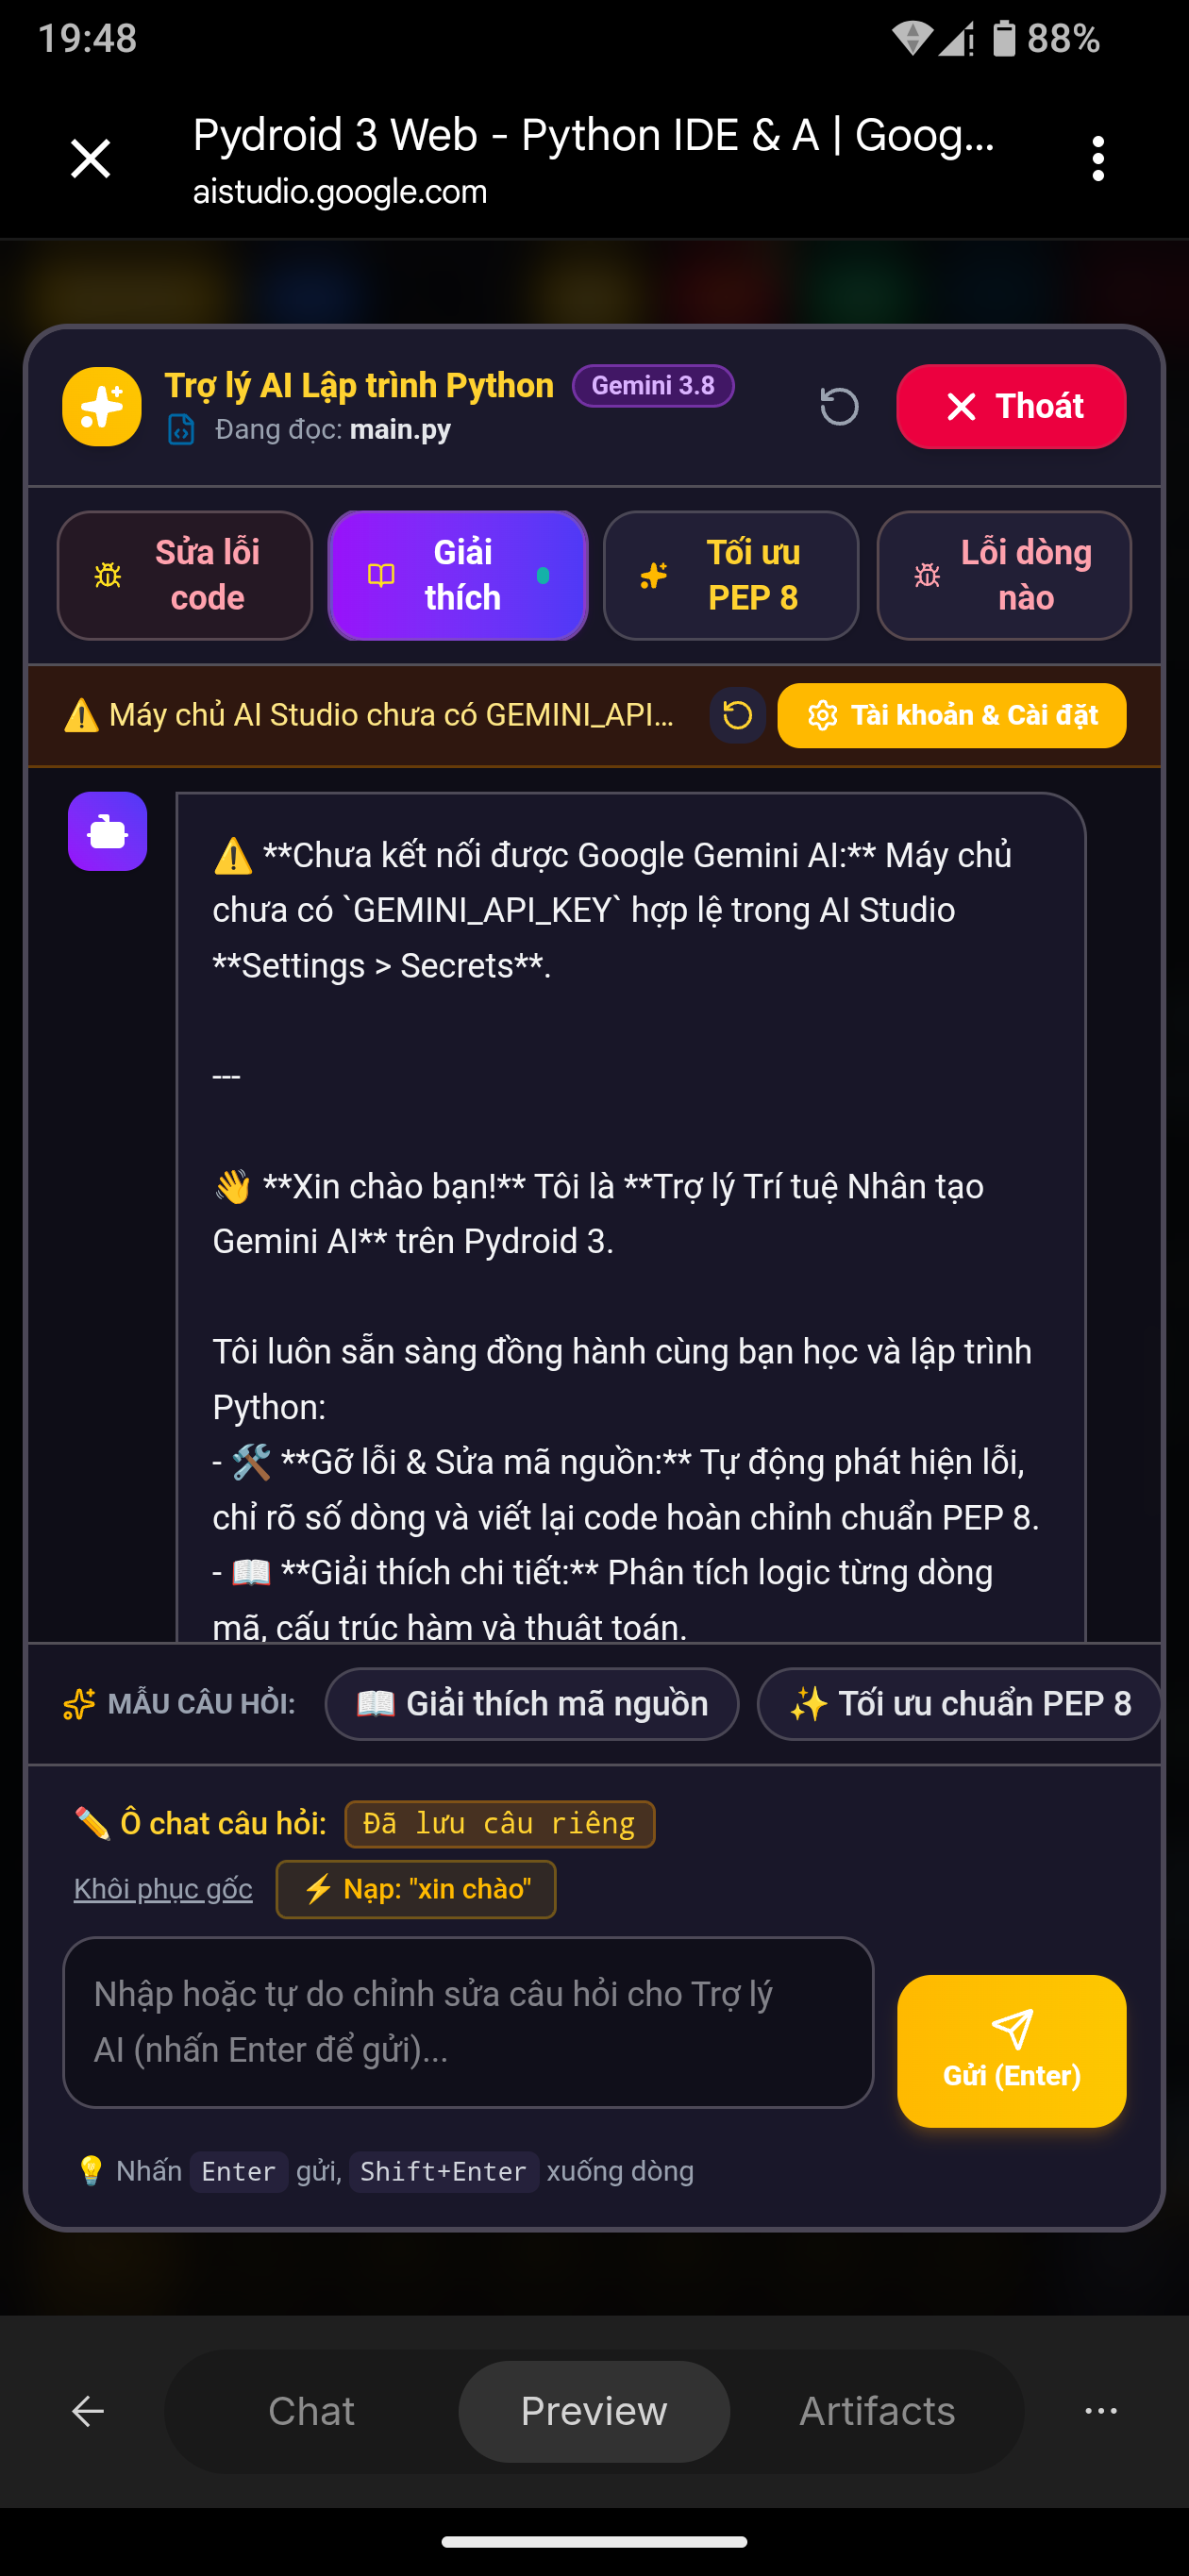 19:48
88%
Pydroid 3 Web - Python IDE & A | Goog...
aistudio.google.com
Trợ lý AI Lập trình Python
Gemini 3.8
Đang đọc: main.py
Thoát
Sửa lỗi
code
Giải
thích
Tối ưu
PEP 8
Lỗi dòng
nào
⚠️ Máy chủ AI Studio chưa có GEMINI_API...
Tài khoản & Cài đặt
⚠️ **Chưa kết nối được Google Gemini AI:** Máy chủ
chưa có `GEMINI_API_KEY` hợp lệ trong AI Studio
**Settings > Secrets**.
---
👋 **Xin chào bạn!** Tôi là **Trợ lý Trí tuệ Nhân tạo
Gemini AI** trên Pydroid 3.
Tôi luôn sẵn sàng đồng hành cùng bạn học và lập trình
Python:
- 🛠️ **Gỡ lỗi & Sửa mã nguồn:** Tự động phát hiện lỗi,
chỉ rõ số dòng và viết lại code hoàn chỉnh chuẩn PEP 8.
- 📖 **Giải thích chi tiết:** Phân tích logic từng dòng
mã, cấu trúc hàm và thuật toán.
MẪU CÂU HỎI:
📖 Giải thích mã nguồn
✨ Tối ưu chuẩn PEP 8
✏️ Ô chat câu hỏi:
Đã lưu câu riêng
Khôi phục gốc
⚡ Nạp: "xin chào"
Nhập hoặc tự do chỉnh sửa câu hỏi cho Trợ lý
AI (nhấn Enter để gửi)...
Gửi (Enter)
💡 Nhấn Enter gửi, Shift+Enter xuống dòng
Chat
Preview
Artifacts